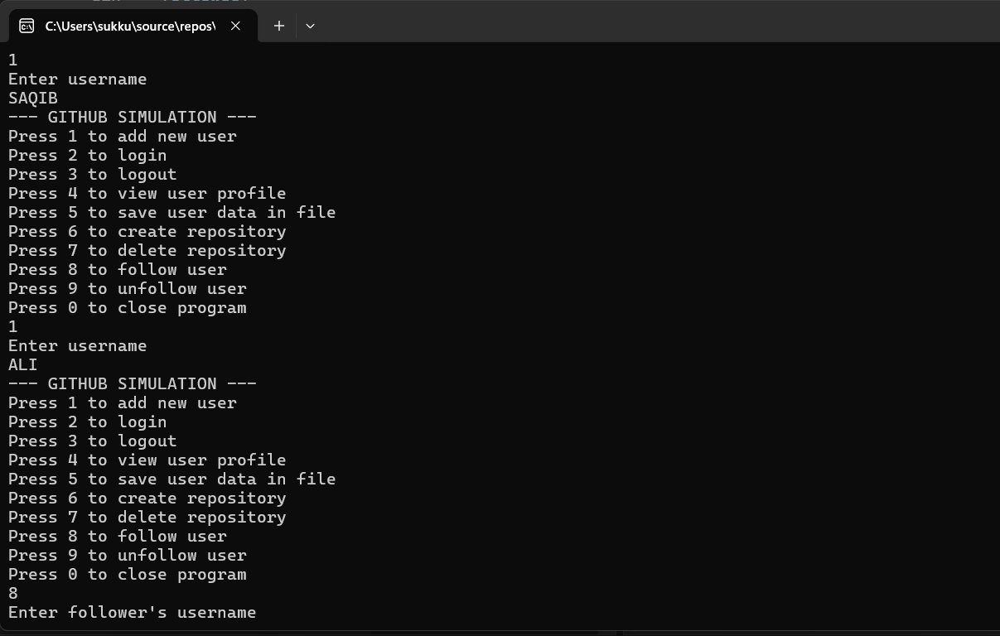 C:\Users\sukku\source\repos\
1
Enter username
SAQIB
--- GITHUB SIMULATION ---
Press 1 to add new user
Press 2 to login
Press 3 to logout
Press 4 to view user profile
Press 5 to save user data in file
Press 6 to create repository
Press 7 to delete repository
Press 8 to follow user
Press 9 to unfollow user
Press 0 to close program
1
Enter username
ALI
--- GITHUB SIMULATION ---
Press 1 to add new user
Press 2 to login
Press 3 to logout
Press 4 to view user profile
Press 5 to save user data in file
Press 6 to create repository
Press 7 to delete repository
Press 8 to follow user
Press 9 to unfollow user
Press 0 to close program
8
Enter follower's username